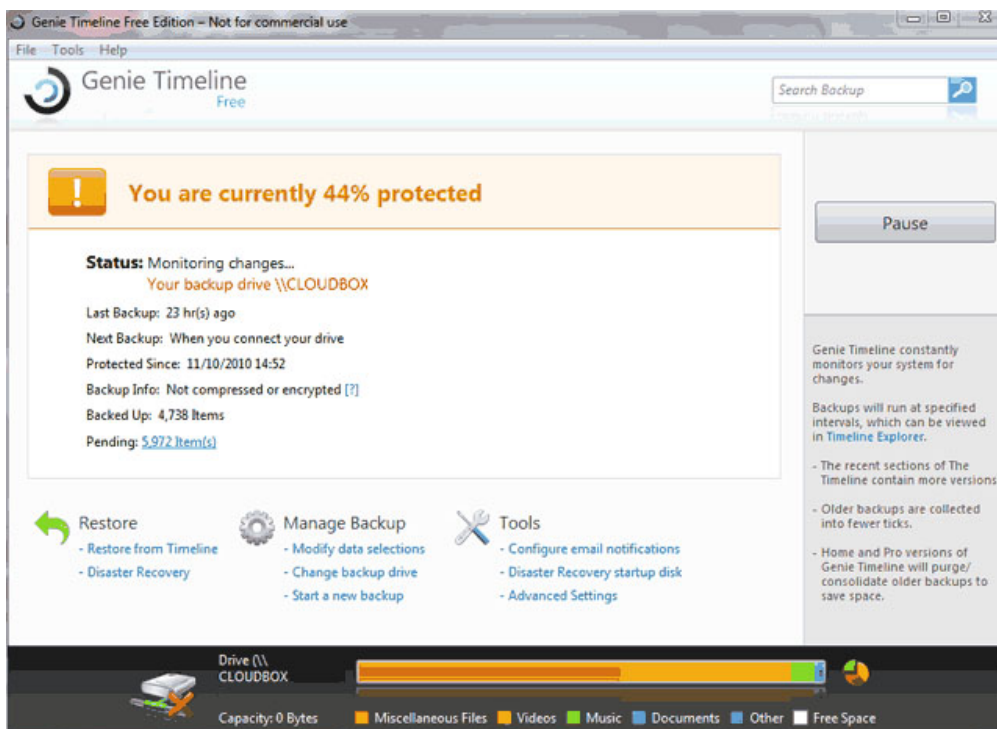 Genie Timeline Free Edition – Not for commercial use
File Tools Help
Genie Timeline
Free
Search Backup
You are currently 44% protected
Status: Monitoring changes...
Your backup drive \\CLOUDBOX
Last Backup: 23 hr(s) ago
Next Backup: When you connect your drive
Protected Since: 11/10/2010 14:52
Backup Info: Not compressed or encrypted [?]
Backed Up: 4,738 Items
Pending: 5,972 Item(s)
Pause
Genie Timeline constantly
monitors your system for
changes.
Backups will run at specified
intervals, which can be viewed
in Timeline Explorer.
- The recent sections of The
Timeline contain more versions
- Older backups are collected
into fewer ticks.
- Home and Pro versions of
Genie Timeline will purge/
consolidate older backups to
save space.
Restore
- Restore from Timeline
- Disaster Recovery
Manage Backup
- Modify data selections
- Change backup drive
- Start a new backup
Tools
- Configure email notifications
- Disaster Recovery startup disk
- Advanced Settings
Drive (\\
CLOUDBOX
Capacity: 0 Bytes
Miscellaneous Files Videos Music Documents Other Free Space